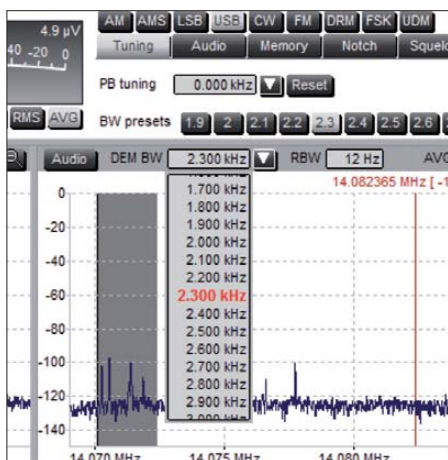 4.9 µV
40 -20 0
RMS AVG
AM AMS LSB USB CW FM DRM FSK UDM
Tuning Audio Memory Notch
PB tuning 0.000 kHz Reset
BW presets 1.9 2 2.1 2.2 2.3 2.4 2.5 2.6
Audio DEM BW 2.300 kHz RBW 12 Hz AVG
14.082365 MHz [ -1
1.700 kHz
1.800 kHz
1.900 kHz
2.000 kHz
2.100 kHz
2.200 kHz
2.300 kHz
2.400 kHz
2.500 kHz
2.600 kHz
2.700 kHz
2.800 kHz
2.900 kHz
3.000 kHz
0
-20
-40
-60
-80
-100
-120
-140
14.070 MHz 14.075 MHz 14.080 MHz